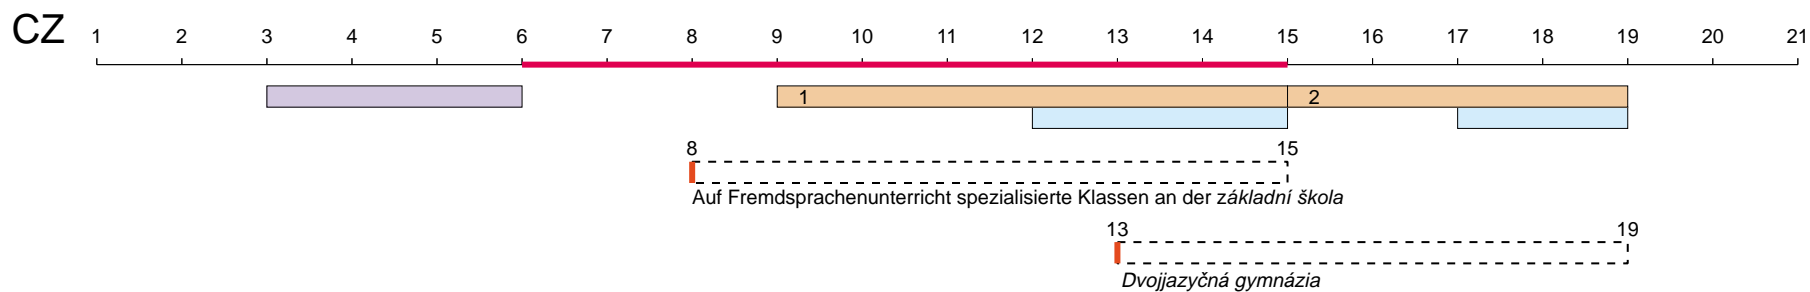 CZ 1 2 3 4 5 6 7 8 9 10 11 12 13 14 15 16 17 18 19 20 21
1 2
8 15
Auf Fremdsprachenunterricht spezialisierte Klassen an der základní škola
13 19
Dvojjazyčná gymnázia